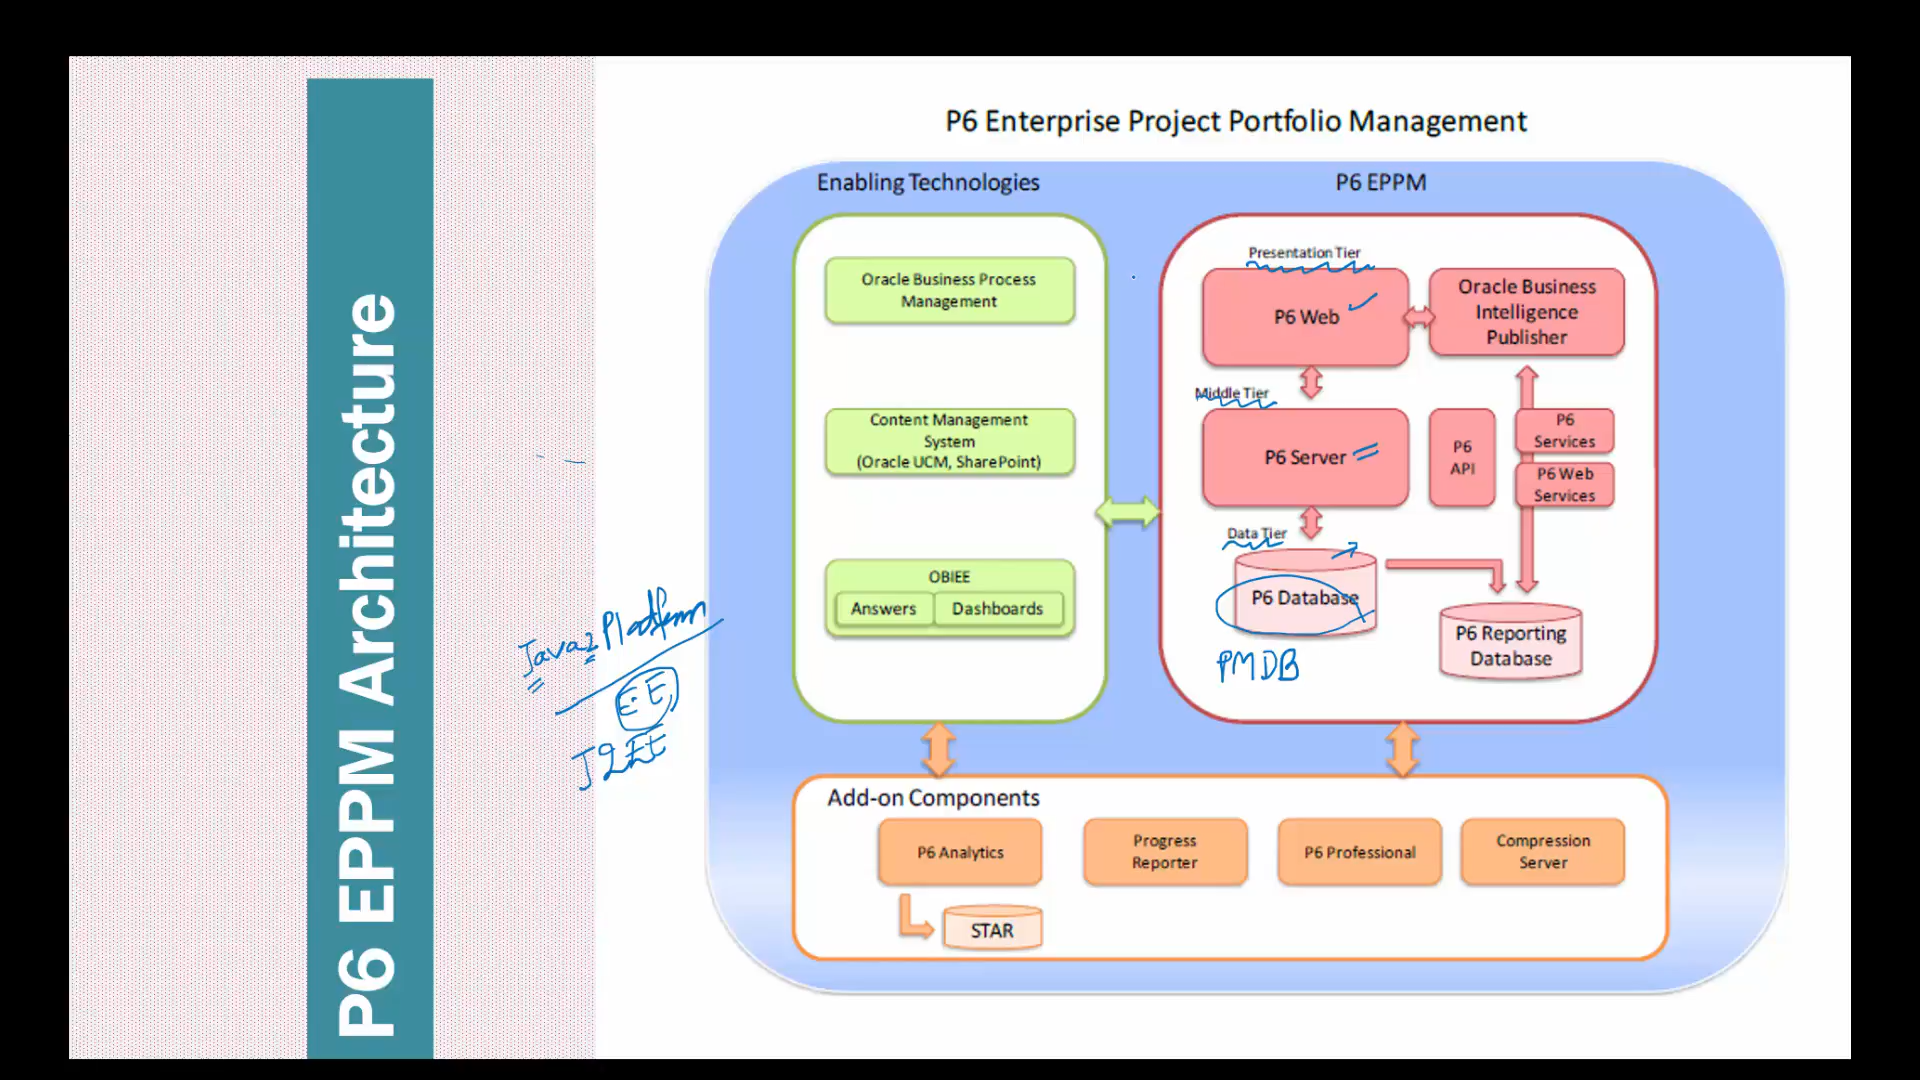 P6 EPPM Architecture
P6 Enterprise Project Portfolio Management
Enabling Technologies
Oracle Business Process
Management
Content Management
System
(Oracle UCM, SharePoint)
OBIEE
Answers
Dashboards
P6 EPPM
Presentation Tier
P6 Web
Oracle Business
Intelligence
Publisher
Middle Tier
P6 Server
P6
API
P6
Services
P6 Web
Services
Data Tier
P6 Database
PMDB
P6 Reporting
Database
Java2 Platform
EE
J2EE
Add-on Components
P6 Analytics
Progress
Reporter
P6 Professional
Compression
Server
STAR